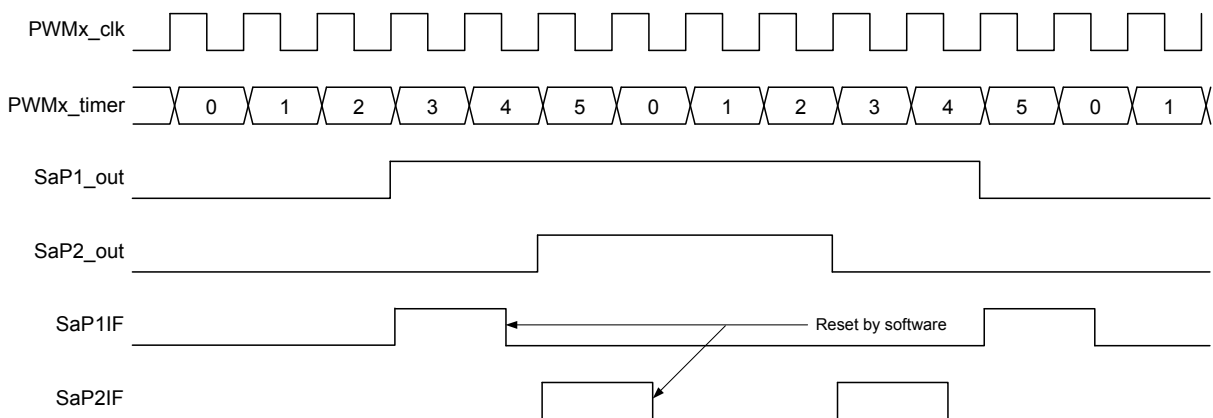 PWMx_clk
PWMx_timer 0 1 2 3 4 5 0 1 2 3 4 5 0 1
SaP1_out
SaP2_out
SaP1IF Reset by software
SaP2IF